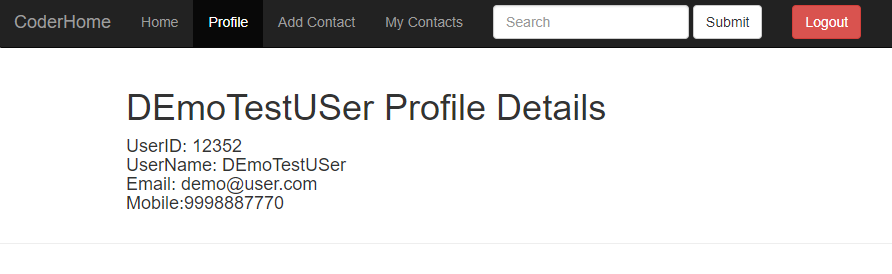 CoderHome Home Profile Add Contact My Contacts Search Submit Logout
DEmoTestUSer Profile Details
UserID: 12352
UserName: DEmoTestUSer
Email: demo@user.com
Mobile:9998887770